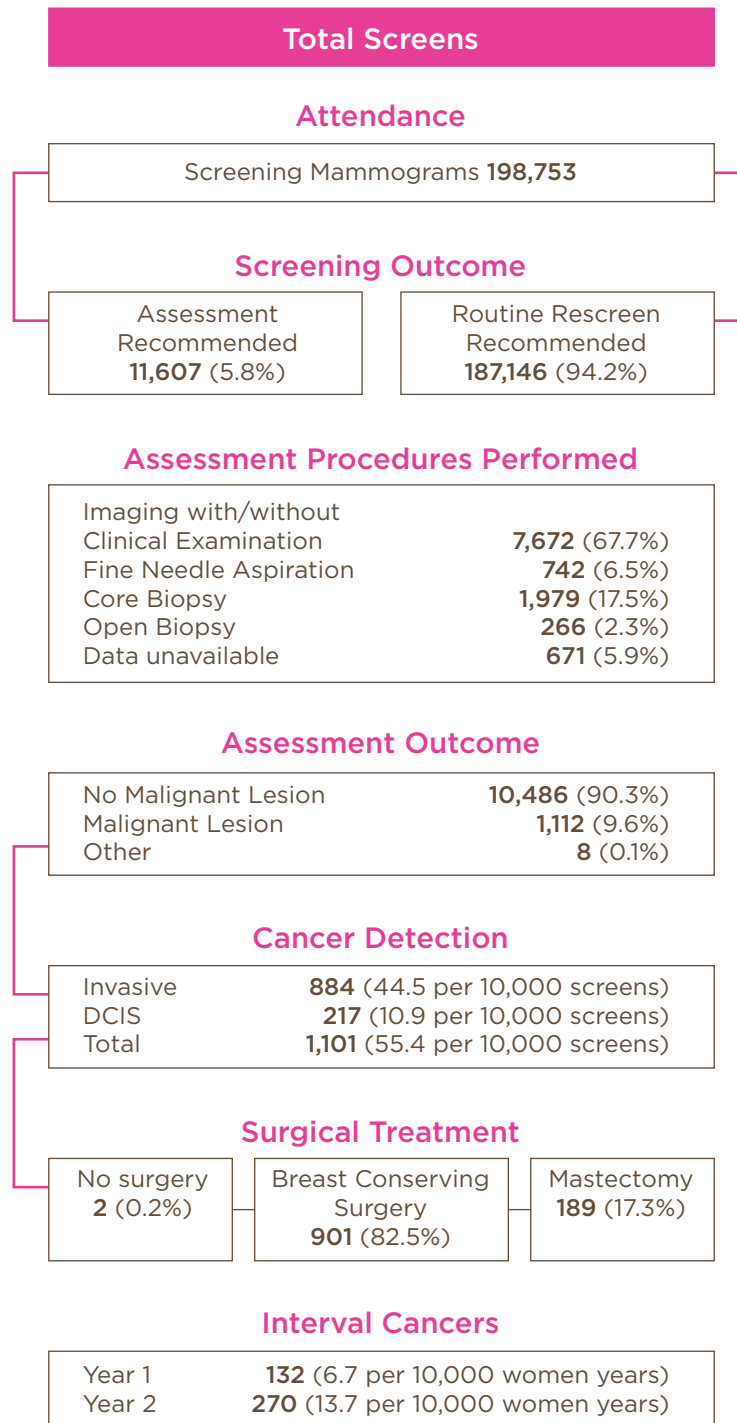 Total Screens
Attendance
Screening Mammograms 198,753
Screening Outcome
Assessment
Recommended
11,607 (5.8%)
Routine Rescreen
Recommended
187,146 (94.2%)
Assessment Procedures Performed
Imaging with/without
Clinical Examination 7,672 (67.7%)
Fine Needle Aspiration 742 (6.5%)
Core Biopsy 1,979 (17.5%)
Open Biopsy 266 (2.3%)
Data unavailable 671 (5.9%)
Assessment Outcome
No Malignant Lesion 10,486 (90.3%)
Malignant Lesion 1,112 (9.6%)
Other 8 (0.1%)
Cancer Detection
Invasive 884 (44.5 per 10,000 screens)
DCIS 217 (10.9 per 10,000 screens)
Total 1,101 (55.4 per 10,000 screens)
Surgical Treatment
No surgery
2 (0.2%)
Breast Conserving
Surgery
901 (82.5%)
Mastectomy
189 (17.3%)
Interval Cancers
Year 1 132 (6.7 per 10,000 women years)
Year 2 270 (13.7 per 10,000 women years)